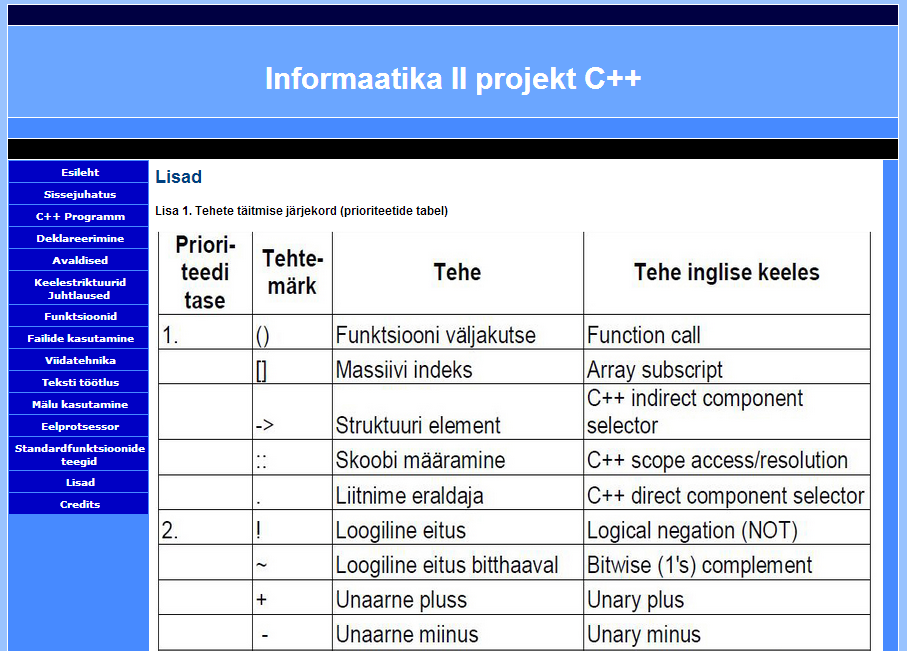 Informaatika II projekt C++
Esileht
Sissejuhatus
C++ Programm
Deklareerimine
Avaldised
Keelestriktuurid
Juhtlaused
Funktsioonid
Failide kasutamine
Viidatehnika
Teksti töötlus
Mälu kasutamine
Eelprotsessor
Standardfunktsioonide
teegid
Lisad
Credits
Lisad
Lisa 1. Tehete täitmise järjekord (prioriteetide tabel)
Priori-
teedi
tase
Tehte-
märk
Tehe
Tehe inglise keeles
1. () Funktsiooni väljakutse Function call
[] Massiivi indeks Array subscript
-> Struktuuri element C++ indirect component
selector
:: Skoobi määramine C++ scope access/resolution
. Liitnime eraldaja C++ direct component selector
2. ! Loogiline eitus Logical negation (NOT)
~ Loogiline eitus bitthaaval Bitwise (1's) complement
+ Unaarne pluss Unary plus
- Unaarne miinus Unary minus